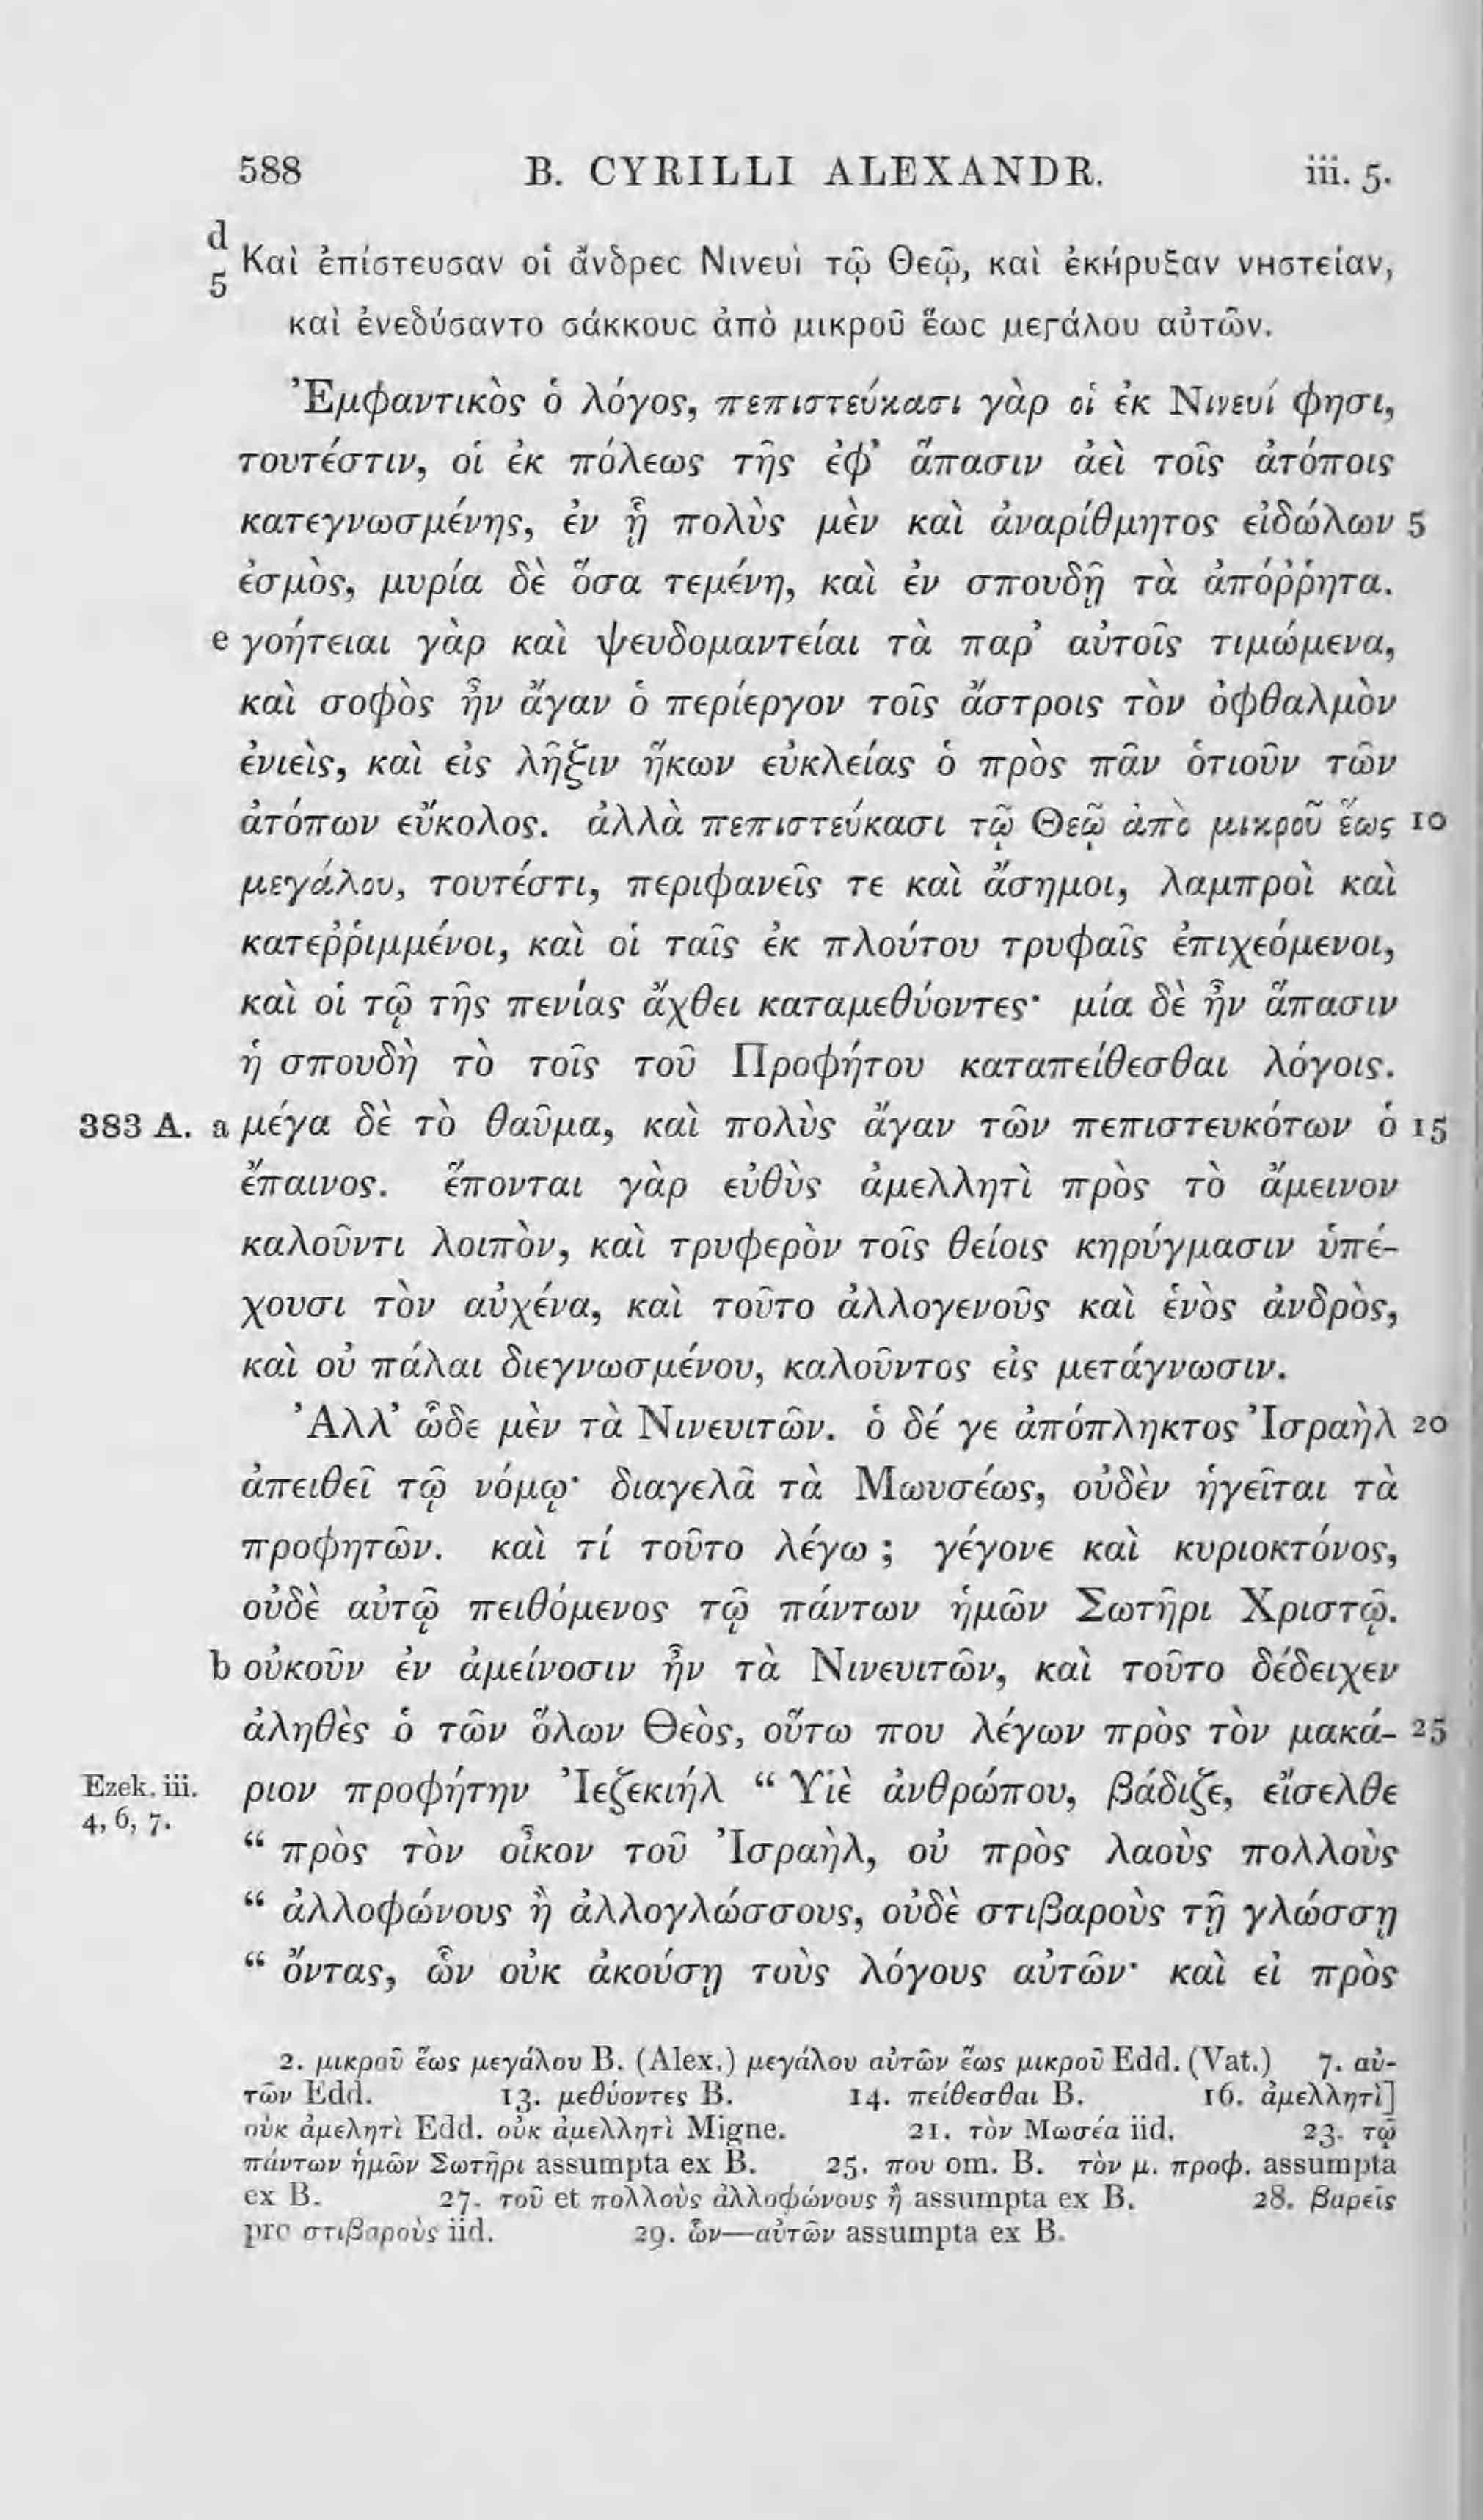 588 B. CYRILLI ALEXANDR. iii. 5.
d
5 Καὶ ἐπίστευσαν οἱ ἄνδρες Νινευὶ τῷ Θεῷ, καὶ ἐκήρυξαν νηστείαν,
καὶ ἐνεδύσαντο σάκκους ἀπὸ μικροῦ ἕως μεγάλου αὐτῶν.
Ἐμφαντικὸς ὁ λόγος, πεπιστεύκασι γὰρ οἱ ἐκ Νινευί φησι,
τουτέστιν, οἱ ἐκ πόλεως τῆς ἐφ’ ἅπασιν ἀεὶ τοῖς ἀτόποις
κατεγνωσμένης, ἐν ᾗ πολὺς μὲν καὶ ἀναρίθμητος εἰδώλων 5
ἑσμὸς, μυρία δὲ ὅσα τεμένη, καὶ ἐν σπουδῇ τὰ ἀπόῤῥητα.
e γοήτειαι γὰρ καὶ ψευδομαντείαι τὰ παρ’ αὐτοῖς τιμώμενα,
καὶ σοφὸς ἦν ἄγαν ὁ περίεργον τοῖς ἄστροις τὸν ὀφθαλμὸν
ἐνιεὶς, καὶ εἰς λῆξιν ἥκων εὐκλείας ὁ πρὸς πᾶν ὁτιοῦν τῶν
ἀτόπων εὔκολος. ἀλλὰ πεπιστεύκασι τῷ Θεῷ ἀπὸ μικροῦ ἕως 10
μεγάλου, τουτέστι, περιφανεῖς τε καὶ ἄσημοι, λαμπροὶ καὶ
κατεῤῥιμμένοι, καὶ οἱ ταῖς ἐκ πλούτου τρυφαῖς ἐπιχεόμενοι,
καὶ οἱ τῷ τῆς πενίας ἄχθει καταμεθύοντες· μία δὲ ἦν ἅπασιν
ἡ σπουδὴ τὸ τοῖς τοῦ Προφήτου καταπείθεσθαι λόγοις.
383 A. a μέγα δὲ τὸ θαῦμα, καὶ πολὺς ἄγαν τῶν πεπιστευκότων ὁ 15
ἔπαινος. ἕπονται γὰρ εὐθὺς ἀμελλητὶ πρὸς τὸ ἄμεινον
καλοῦντι λοιπὸν, καὶ τρυφερὸν τοῖς θείοις κηρύγμασιν ὑπέ-
χουσι τὸν αὐχένα, καὶ τοῦτο ἀλλογενοῦς καὶ ἑνὸς ἀνδρὸς,
καὶ οὐ πάλαι διεγνωσμένου, καλοῦντος εἰς μετάγνωσιν.
Ἀλλ’ ὧδε μὲν τὰ Νινευιτῶν. ὁ δέ γε ἀπόπληκτος Ἰσραὴλ 20
ἀπειθεῖ τῷ νόμῳ· διαγελᾶ τὰ Μωυσέως, οὐδὲν ἡγεῖται τὰ
προφητῶν. καὶ τί τοῦτο λέγω ; γέγονε καὶ κυριοκτόνος,
οὐδὲ αὐτῷ πειθόμενος τῷ πάντων ἡμῶν Σωτῆρι Χριστῷ.
b οὐκοῦν ἐν ἀμείνοσιν ἦν τὰ Νινευιτῶν, καὶ τοῦτο δέδειχεν
ἀληθὲς ὁ τῶν ὅλων Θεὸς, οὕτω που λέγων πρὸς τὸν μακά- 25
Ezek. iii. ριον προφήτην Ἰεζεκιήλ “ Υἱὲ ἀνθρώπου, βάδιζε, εἴσελθε
4, 6, 7. “ πρὸς τὸν οἶκον τοῦ Ἰσραὴλ, οὐ πρὸς λαοὺς πολλοὺς
“ ἀλλοφώνους ἢ ἀλλογλώσσους, οὐδὲ στιβαροὺς τῇ γλώσσῃ
“ ὄντας, ὧν οὐκ ἀκούσῃ τοὺς λόγους αὐτῶν· καὶ εἰ πρὸς
2. μικροῦ ἕως μεγάλου B. (Alex.) μεγάλου αὐτῶν ἕως μικροῦ Edd. (Vat.) 7. αὐ-
τῶν Edd. 13. μεθύοντες B. 14. πείθεσθαι B. 16. ἀμελλητὶ]
οὐκ ἀμελητὶ Edd. οὐκ ἀμελλητὶ Migne. 21. τὸν Μωσέα iid. 23. τῷ
πάντων ἡμῶν Σωτῆρι assumpta ex B. 25. που om. B. τὸν μ. προφ. assumpta
ex B. 27. τοῦ et πολλοὺς ἀλλοφώνους ἢ assumpta ex B. 28. βαρεῖς
pro στιβαροὺς iid. 29. ὧν—αὐτῶν assumpta ex B.